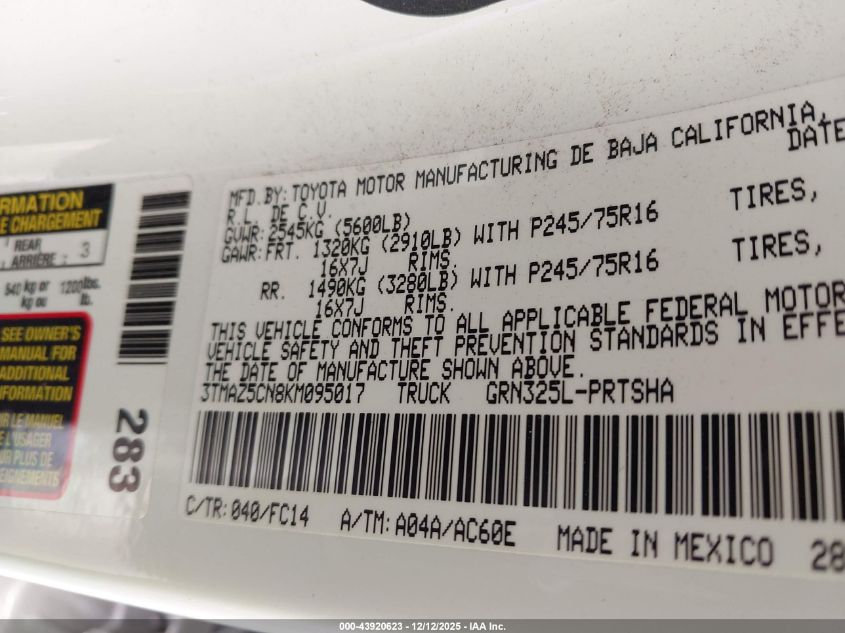 RMATION
E CHARGEMENT
REAR
ARRIÈRE: 3
540 kg or 1200 lbs.
kg ou lb.
SEE OWNER'S
MANUAL FOR
ADDITIONAL
INFORMATION
LE MANUEL
L'USAGER
UR PLUS DE
SEIGNEMENTS
283
MFD.BY: TOYOTA MOTOR MANUFACTURING DE BAJA CALIFORNIA,
R.L. DE C.V. DATE
GVWR: 2545KG (5600LB)
GAWR: FRT. 1320KG (2910LB) WITH P245/75R16 TIRES,
16X7J RIMS,
RR. 1490KG (3280LB) WITH P245/75R16 TIRES,
16X7J RIMS.
THIS VEHICLE CONFORMS TO ALL APPLICABLE FEDERAL MOTOR
VEHICLE SAFETY AND THEFT PREVENTION STANDARDS IN EFFE
THE DATE OF MANUFACTURE SHOWN ABOVE.
3TMAZ5CN8KM095017 TRUCK GRN325L-PRTSHA
C/TR: 040/FC14 A/TM: A04A/AC60E MADE IN MEXICO 28
000-43920623 - 12/12/2025 - IAA Inc.